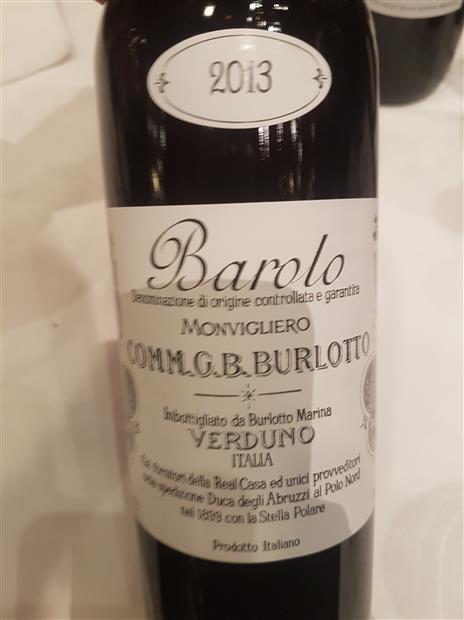 2013
Barolo
Denominazione di origine controllata e garantita
MONVIGLIERO
COMM.G.B.BURLOTTO
Imbottigliato da Burlotto Marina
VERDUNO
ITALIA
Già fornitori della Real Casa ed unici provveditori
alla spedizione Duca degli Abruzzi al Polo Nord
nel 1899 con la Stella Polare
Prodotto Italiano